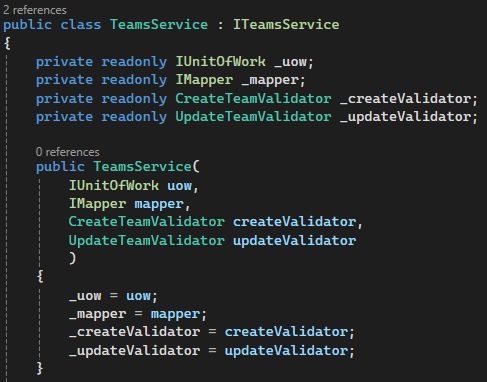 2 references
public class TeamsService : ITeamsService
{
private readonly IUnitOfWork _uow;
private readonly IMapper _mapper;
private readonly CreateTeamValidator _createValidator;
private readonly UpdateTeamValidator _updateValidator;
0 references
public TeamsService(
IUnitOfWork uow,
IMapper mapper,
CreateTeamValidator createValidator,
UpdateTeamValidator updateValidator
)
{
_uow = uow;
_mapper = mapper;
_createValidator = createValidator;
_updateValidator = updateValidator;
}